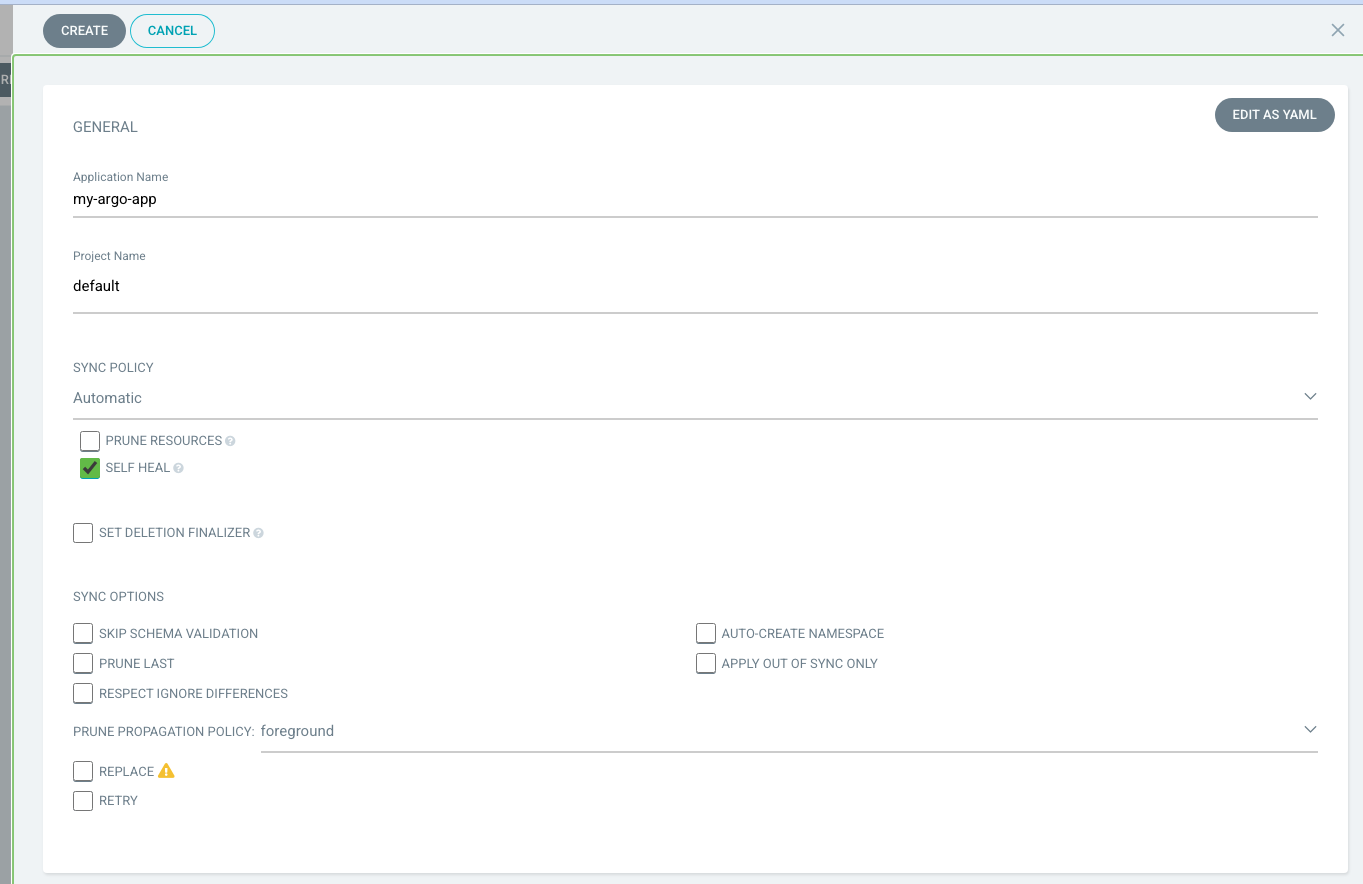 CREATE CANCEL
R
EDIT AS YAML
GENERAL
Application Name
my-argo-app
Project Name
default
SYNC POLICY
Automatic
PRUNE RESOURCES ?
SELF HEAL ?
SET DELETION FINALIZER ?
SYNC OPTIONS
SKIP SCHEMA VALIDATION AUTO-CREATE NAMESPACE
PRUNE LAST APPLY OUT OF SYNC ONLY
RESPECT IGNORE DIFFERENCES
PRUNE PROPAGATION POLICY: foreground
REPLACE
RETRY